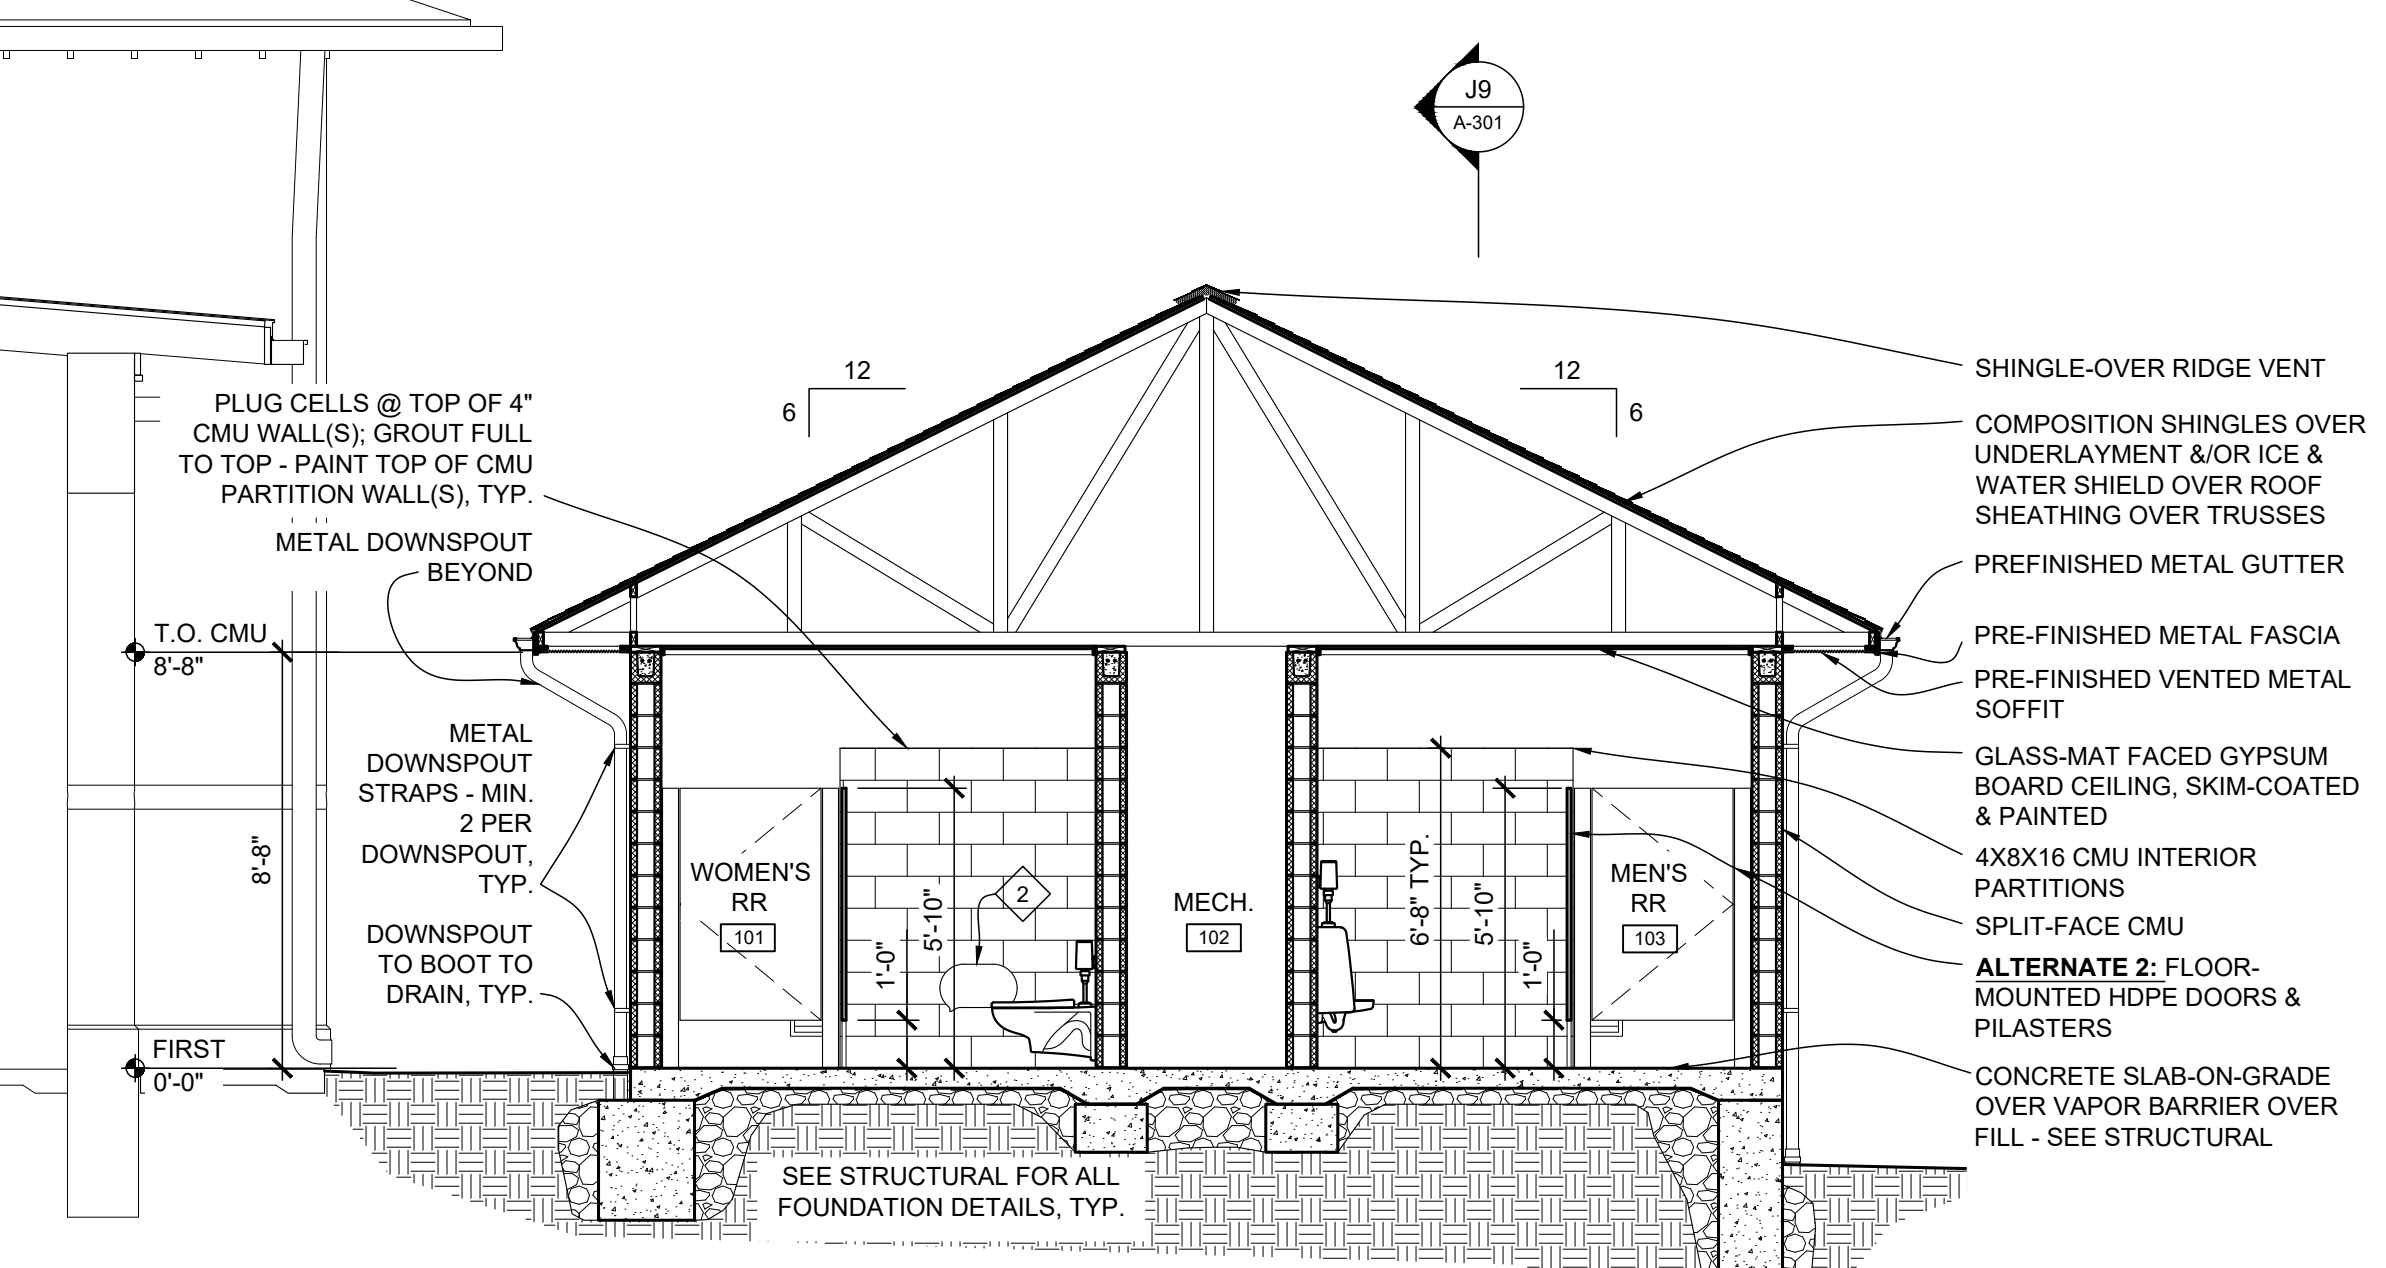 J9
A-301
12
6
12
6
PLUG CELLS @ TOP OF 4"
CMU WALL(S); GROUT FULL
TO TOP - PAINT TOP OF CMU
PARTITION WALL(S), TYP.
METAL DOWNSPOUT
BEYOND
T.O. CMU
8'-8"
METAL
DOWNSPOUT
STRAPS - MIN.
2 PER
DOWNSPOUT,
TYP.
8'-8"
DOWNSPOUT
TO BOOT TO
DRAIN, TYP.
FIRST
0'-0"
WOMEN'S
RR
101
1'-0"
5'-10"
2
MECH.
102
6'-8" TYP.
5'-10"
1'-0"
MEN'S
RR
103
SEE STRUCTURAL FOR ALL
FOUNDATION DETAILS, TYP.
SHINGLE-OVER RIDGE VENT
COMPOSITION SHINGLES OVER
UNDERLAYMENT &/OR ICE &
WATER SHIELD OVER ROOF
SHEATHING OVER TRUSSES
PREFINISHED METAL GUTTER
PRE-FINISHED METAL FASCIA
PRE-FINISHED VENTED METAL
SOFFIT
GLASS-MAT FACED GYPSUM
BOARD CEILING, SKIM-COATED
& PAINTED
4X8X16 CMU INTERIOR
PARTITIONS
SPLIT-FACE CMU
ALTERNATE 2: FLOOR-
MOUNTED HDPE DOORS &
PILASTERS
CONCRETE SLAB-ON-GRADE
OVER VAPOR BARRIER OVER
FILL - SEE STRUCTURAL